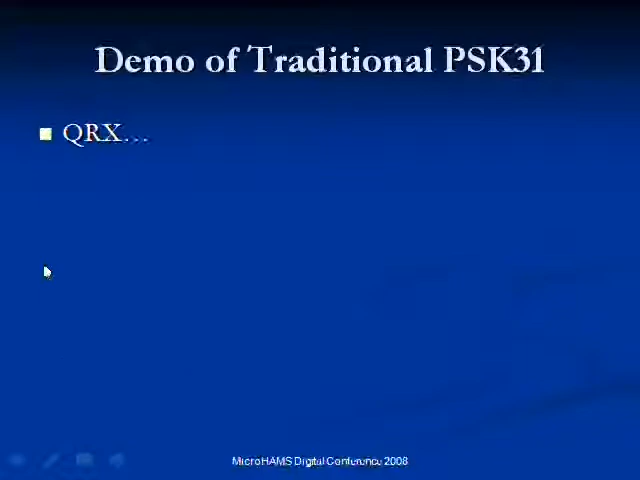 Demo of Traditional PSK31
QRX...
MicroHAMS Digital Conference 2008